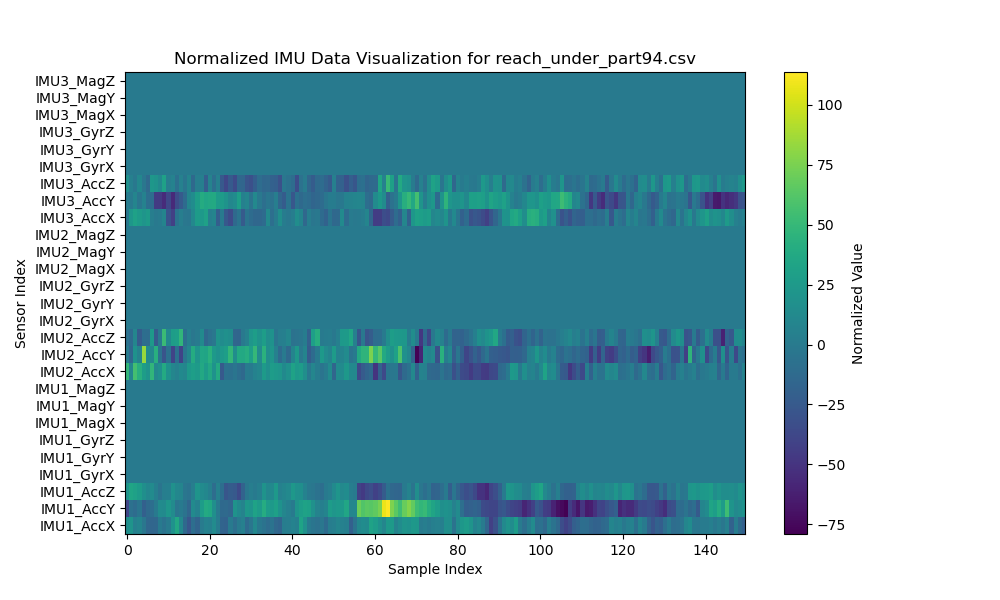 Normalized IMU Data Visualization for reach_under_part94.csv
IMU3_MagZ
IMU3_MagY
IMU3_MagX
IMU3_GyrZ
IMU3_GyrY
IMU3_GyrX
IMU3_AccZ
IMU3_AccY
IMU3_AccX
IMU2_MagZ
IMU2_MagY
IMU2_MagX
IMU2_GyrZ
IMU2_GyrY
IMU2_GyrX
IMU2_AccZ
IMU2_AccY
IMU2_AccX
IMU1_MagZ
IMU1_MagY
IMU1_MagX
IMU1_GyrZ
IMU1_GyrY
IMU1_GyrX
IMU1_AccZ
IMU1_AccY
IMU1_AccX
Sensor Index
0 20 40 60 80 100 120 140
Sample Index
100
75
50
25
0
−25
−50
−75
Normalized Value